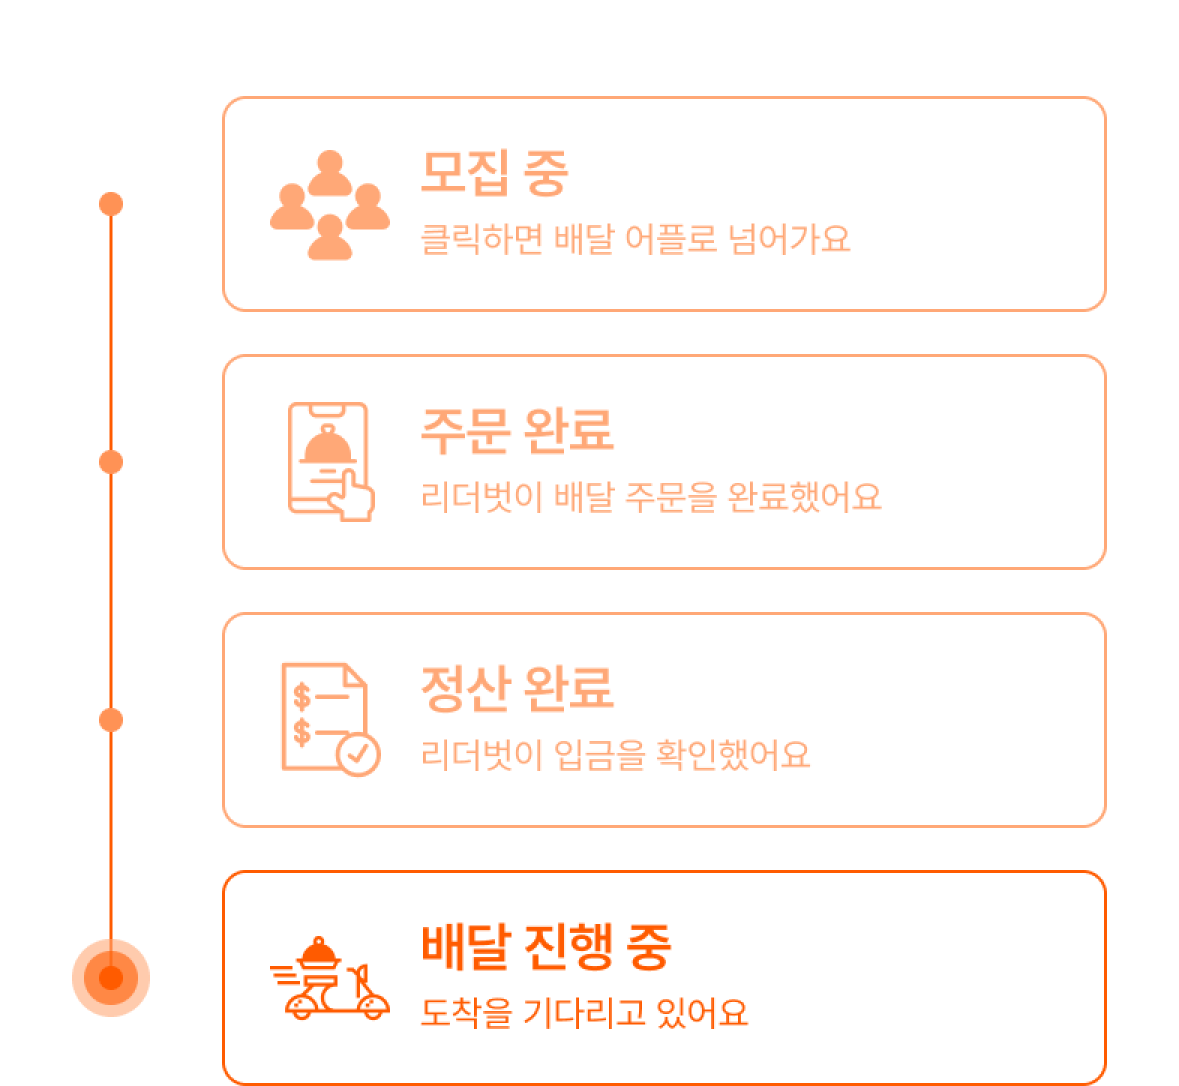 모집 중
클릭하면 배달 어플로 넘어가요
주문 완료
리더벗이 배달 주문을 완료했어요
$
$
정산 완료
리더벗이 입금을 확인했어요
배달 진행 중
도착을 기다리고 있어요